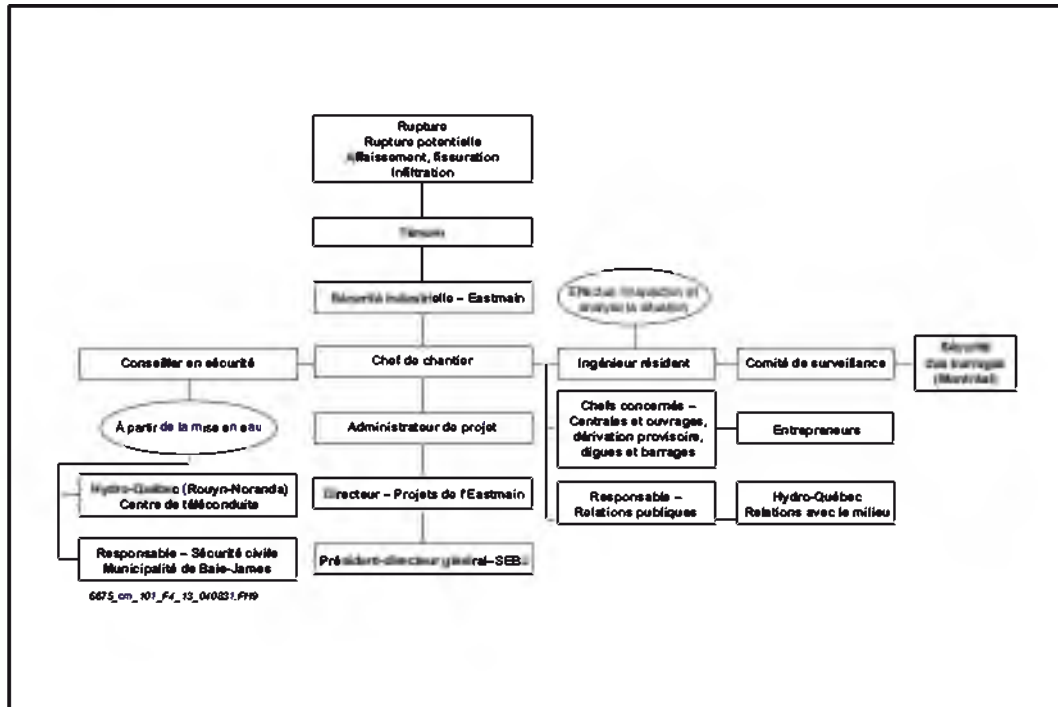 Rupture
Rupture potentielle
Affaissement, fissuration
Infiltration
Témoin
Sécurité industrielle – Eastmain
Effectue l'inspection et
analyse la situation
Conseiller en sécurité
Chef de chantier
Ingénieur résident
Comité de surveillance
Sécurité
des barrages
(Montréal)
À partir de la mise en eau
Administrateur de projet
Chefs concernés –
Centrales et ouvrages,
dérivation provisoire,
digues et barrages
Entrepreneurs
Hydro-Québec (Rouyn-Noranda)
Centre de téléconduite
Directeur – Projets de l'Eastmain
Responsable –
Relations publiques
Hydro-Québec
Relations avec le milieu
Responsable – Sécurité civile
Municipalité de Baie-James
Président-directeur général–SEBJ
6675_cm_101_F4_13_040831.FH9